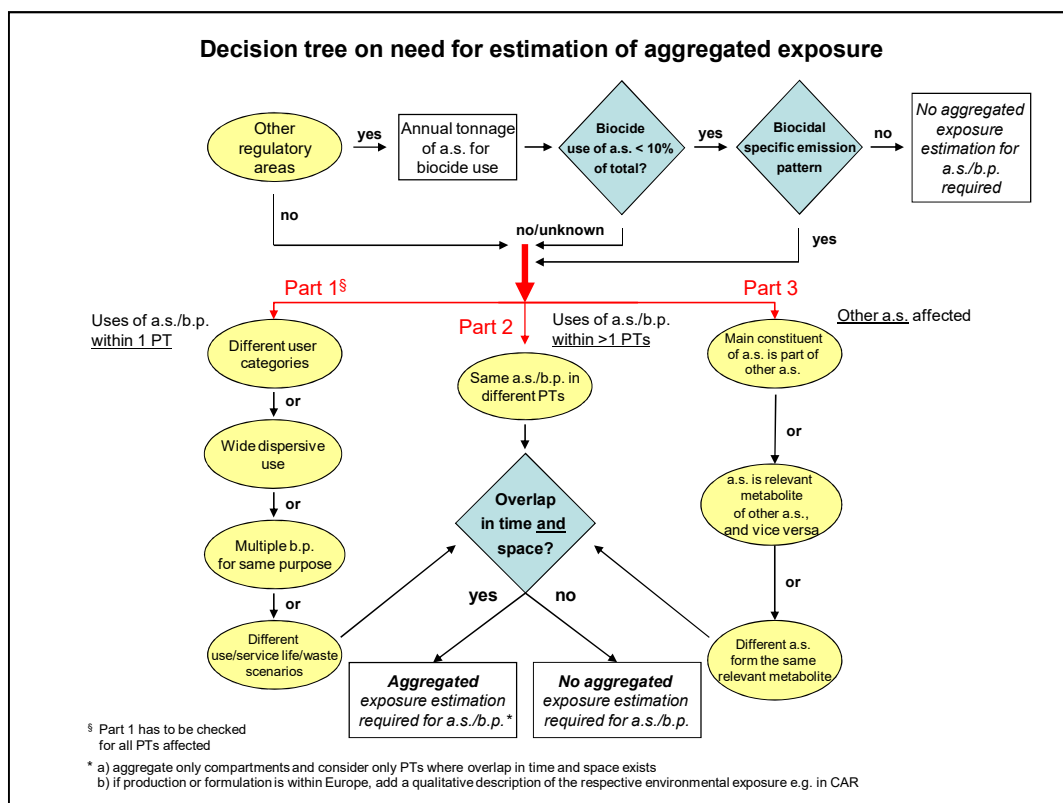 Decision tree on need for estimation of aggregated exposure
Other
regulatory
areas
yes
Annual tonnage
of a.s. for
biocide use
Biocide
use of a.s. < 10%
of total?
yes
Biocidal
specific emission
pattern
no
No aggregated
exposure
estimation for
a.s./b.p.
required
no
no/unknown
yes
Part 1§
Part 2
Part 3
Uses of a.s./b.p.
within 1 PT
Uses of a.s./b.p.
within >1 PTs
Other a.s. affected
Different user
categories
or
Wide dispersive
use
or
Multiple b.p.
for same purpose
or
Different
use/service life/waste
scenarios
Same a.s./b.p. in
different PTs
Overlap
in time and
space?
yes
no
Aggregated
exposure estimation
required for a.s./b.p.*
No aggregated
exposure estimation
required for a.s./b.p.
Main constituent
of a.s. is part of
other a.s.
or
a.s. is relevant
metabolite
of other a.s.,
and vice versa
or
Different a.s.
form the same
relevant metabolite
§ Part 1 has to be checked
for all PTs affected
* a) aggregate only compartments and consider only PTs where overlap in time and space exists
b) if production or formulation is within Europe, add a qualitative description of the respective environmental exposure e.g. in CAR